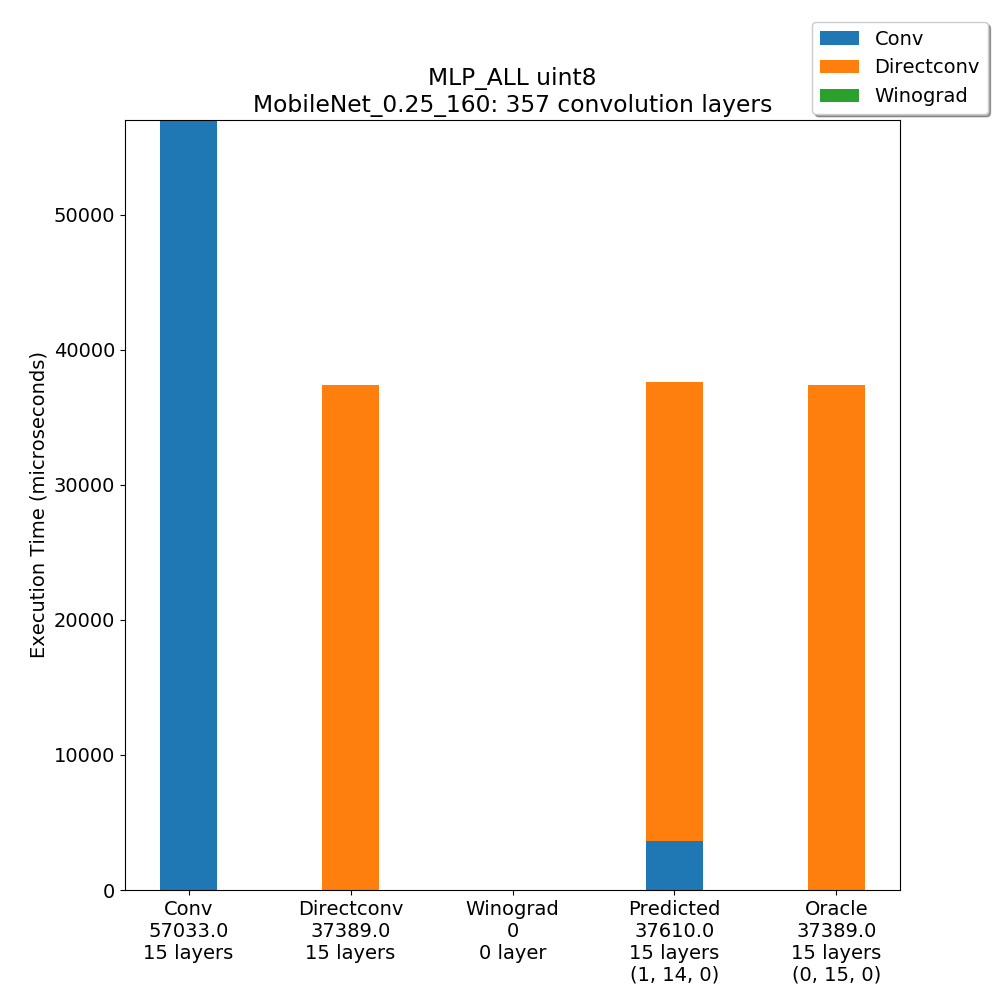 Conv
Directconv
Winograd
MLP_ALL uint8
MobileNet_0.25_160: 357 convolution layers
Execution Time (microseconds)
50000
40000
30000
20000
10000
0
Conv
57033.0
15 layers
Directconv
37389.0
15 layers
Winograd
0
0 layer
Predicted
37610.0
15 layers
(1, 14, 0)
Oracle
37389.0
15 layers
(0, 15, 0)